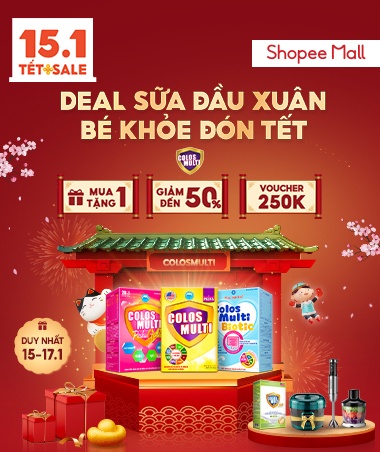 15.1
TẾT SALE
Shopee Mall
DEAL SỮA ĐẦU XUÂN
BÉ KHỎE ĐÓN TẾT
COLOS
MULTI
MUA
TẶNG 1
GIẢM
ĐẾN 50%
VOUCHER
250K
COLOSMULTI
COLOS
MULTI
COLOS
MULTI
Colos
Multi
Biotic
DUY NHẤT
15-17.1